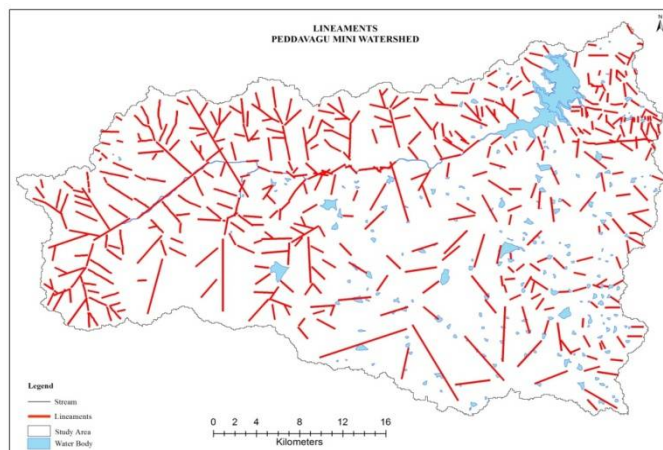 LINEAMENTS
PEDDAVAGU MINI WATERSHED
N
Legend
Stream
Lineaments
Study Area
Water Body
0 2 4 8 12 16
Kilometers